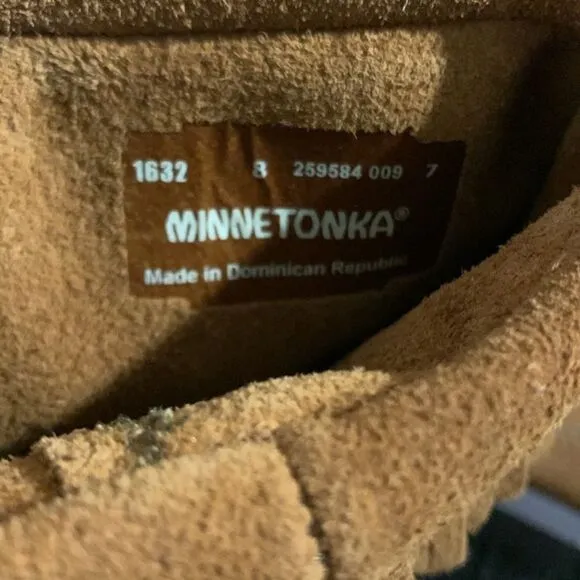 1632 8 259584 009 7
MINNETONKA®
Made in Dominican Republic